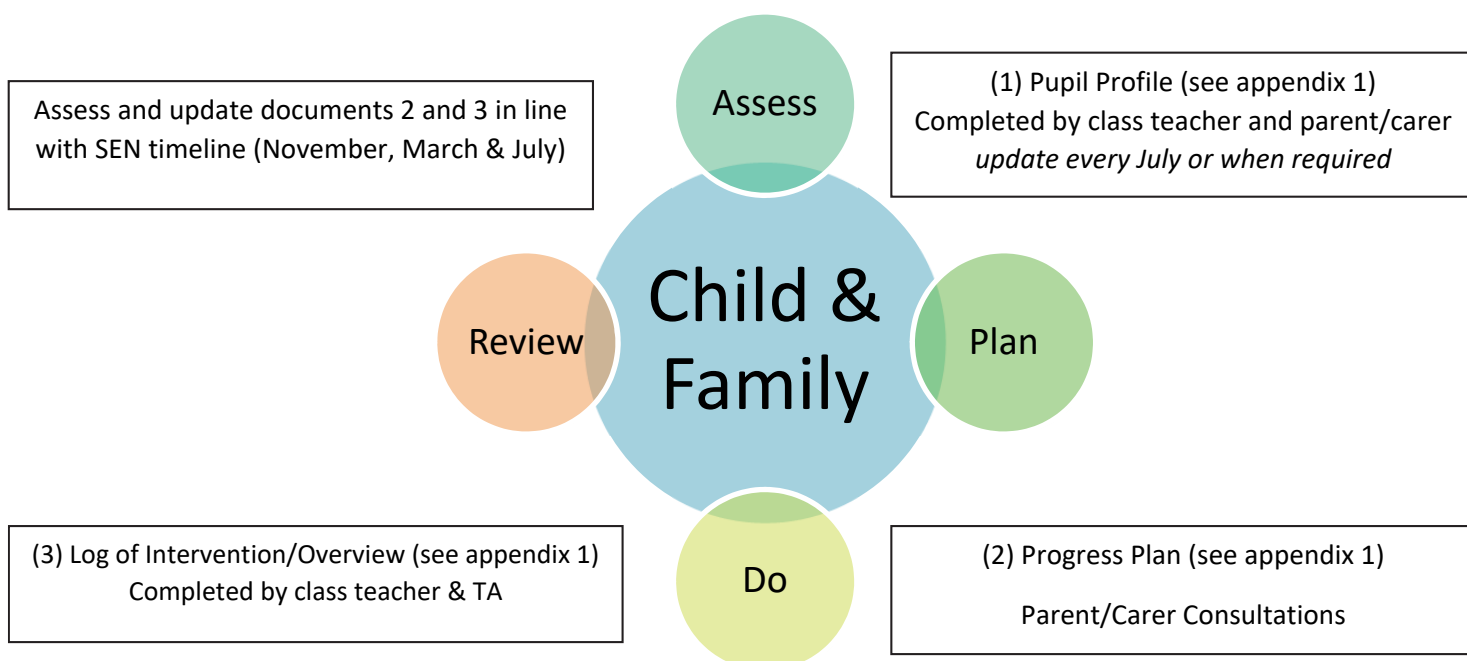 Assess
Assess and update documents 2 and 3 in line
with SEN timeline (November, March & July)
(1) Pupil Profile (see appendix 1)
Completed by class teacher and parent/carer
update every July or when required
Child &
Family
Review
Plan
(3) Log of Intervention/Overview (see appendix 1)
Completed by class teacher & TA
Do
(2) Progress Plan (see appendix 1)
Parent/Carer Consultations